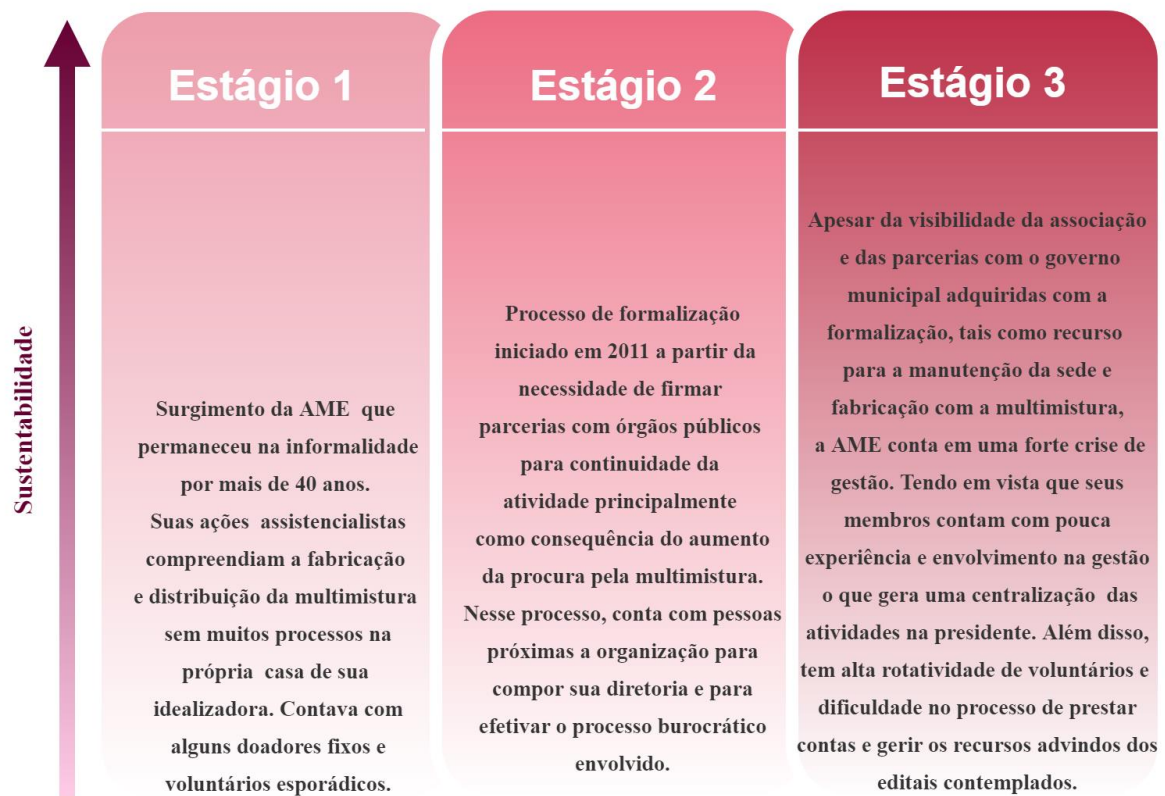 Sustentabilidade
Estágio 1
Surgimento da AME que
permaneceu na informalidade
por mais de 40 anos.
Suas ações assistencialistas
compreendiam a fabricação
e distribuição da multimistura
sem muitos processos na
própria casa de sua
idealizadora. Contava com
alguns doadores fixos e
voluntários esporádicos.
Estágio 2
Processo de formalização
iniciado em 2011 a partir da
necessidade de firmar
parcerias com órgãos públicos
para continuidade da
atividade principalmente
como consequência do aumento
da procura pela multimistura.
Nesse processo, conta com pessoas
próximas a organização para
compor sua diretoria e para
efetivar o processo burocrático
envolvido.
Estágio 3
Apesar da visibilidade da associação
e das parcerias com o governo
municipal adquiridas com a
formalização, tais como recurso
para a manutenção da sede e
fabricação com a multimistura,
a AME conta em uma forte crise de
gestão. Tendo em vista que seus
membros contam com pouca
experiência e envolvimento na gestão
o que gera uma centralização das
atividades na presidente. Além disso,
tem alta rotatividade de voluntários e
dificuldade no processo de prestar
contas e gerir os recursos advindos dos
editais contemplados.